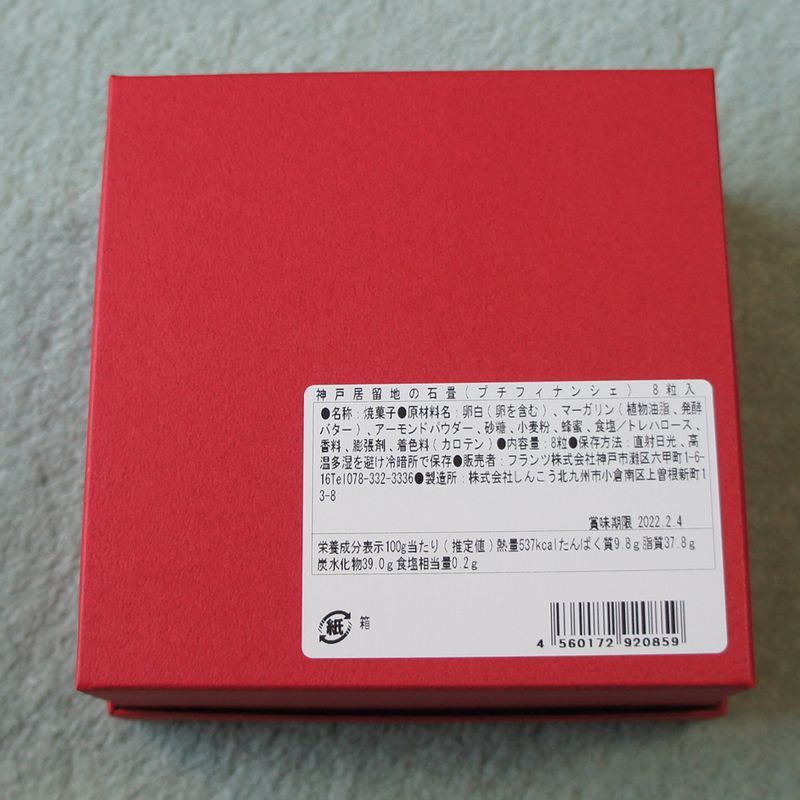 神戸居留地の石畳(プチフィナンシェ) 8粒入
●名称:焼菓子●原材料名:卵白(卵を含む)、マーガリン(植物油脂、発酵
バター)、アーモンドパウダー、砂糖、小麦粉、蜂蜜、食塩/トレハロース、
香料、膨張剤、着色料(カロテン)●内容量:8粒●保存方法:直射日光、高
温多湿を避け冷暗所で保存●販売者:フランツ株式会社神戸市灘区六甲町1-6-
16Tel078-332-3336●製造所:株式会社しんこう北九州市小倉南区上曽根新町1
3-8
賞味期限 2022.2.4
栄養成分表示100g当たり(推定値)熱量537kcalたんぱく質9.8g脂質37.8g
炭水化物39.0g食塩相当量0.2g
紙 箱
4 560172 920859